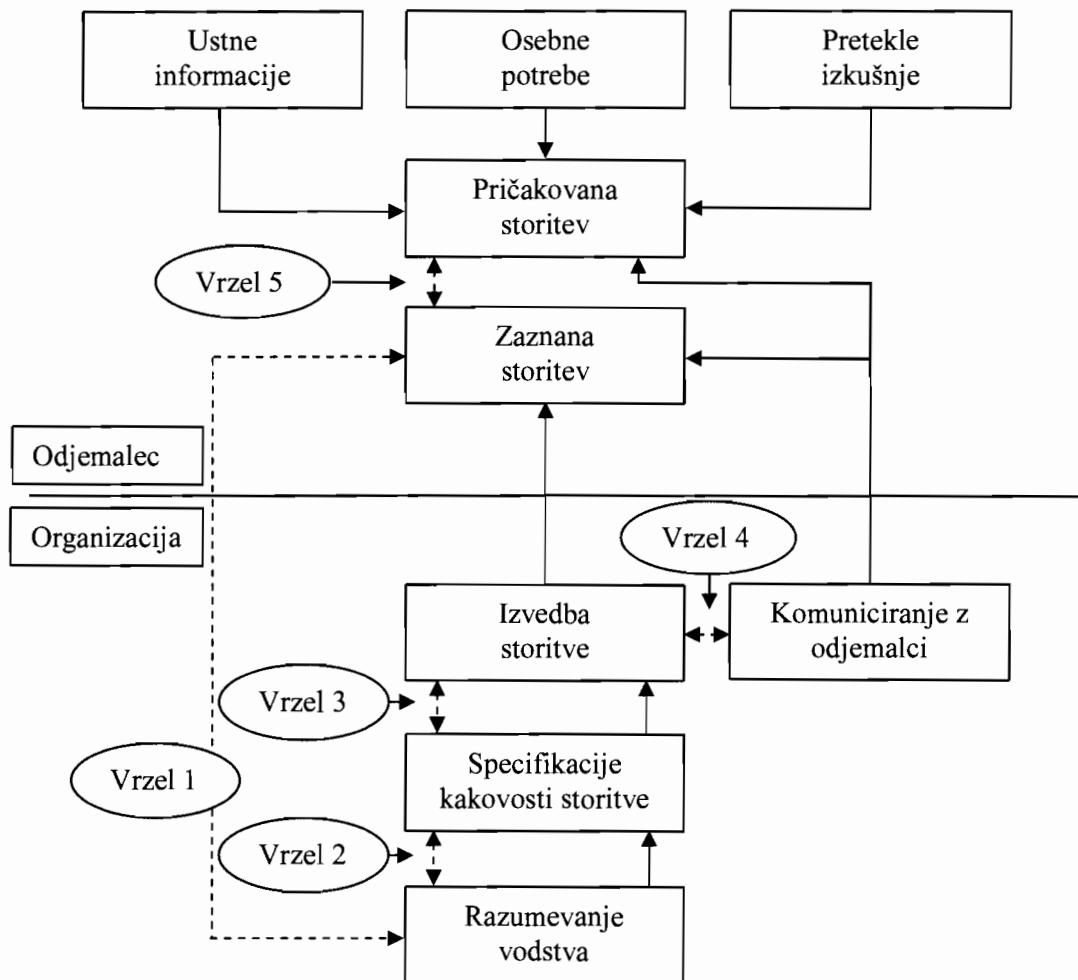 Ustne
informacije
Osebne
potrebe
Pretekle
izkušnje
Pričakovana
storitev
Vrzel 5
Zaznana
storitev
Odjemalec
Organizacija
Vrzel 4
Izvedba
storitve
Komuniciranje z
odjemalci
Vrzel 3
Specifikacije
kakovosti storitve
Vrzel 1
Vrzel 2
Razumevanje
vodstva